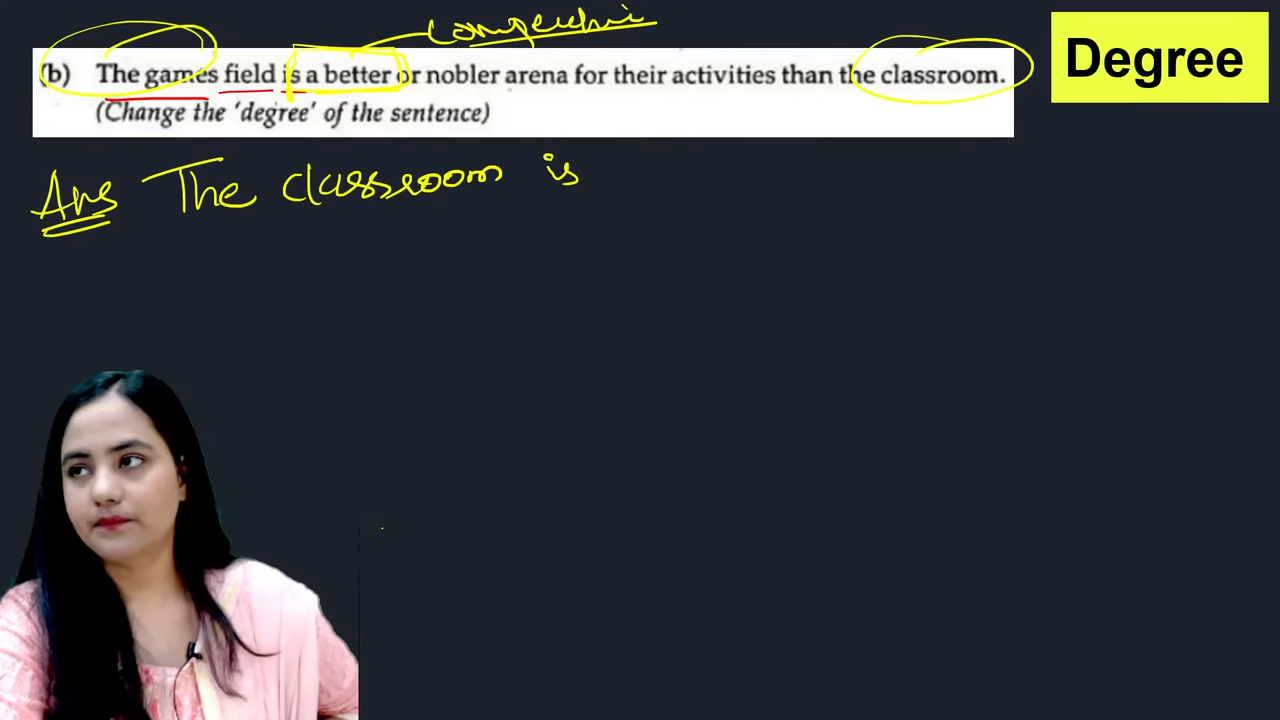 Comparative
Degree
(b) The games field is a better or nobler arena for their activities than the classroom.
(Change the 'degree' of the sentence)
Ans The classroom is